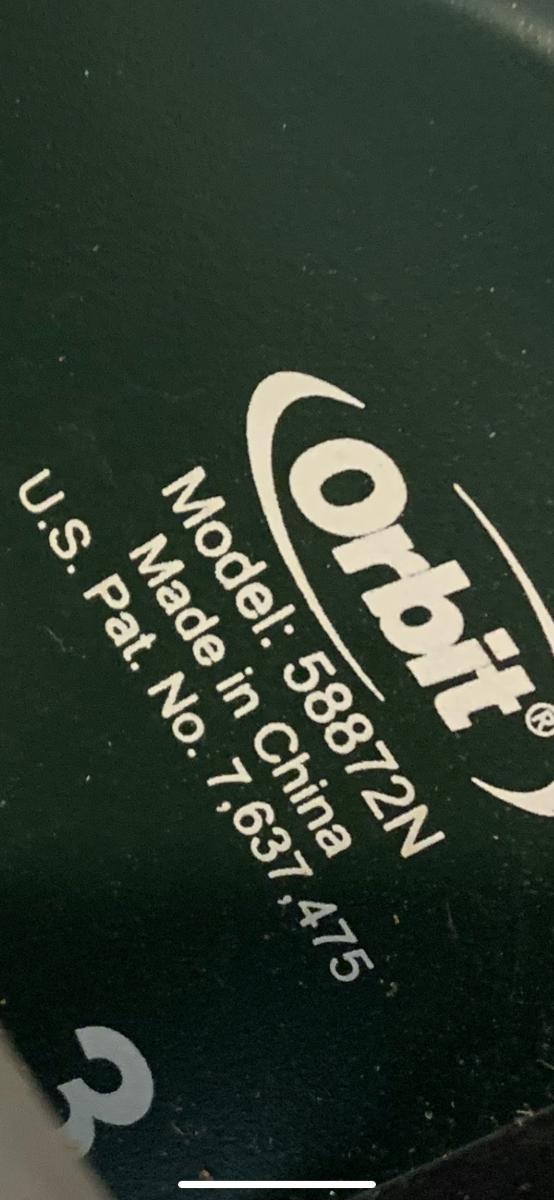 Orbit®
Model: 58872N
Made in China
U.S. Pat. No. 7,637,475
3